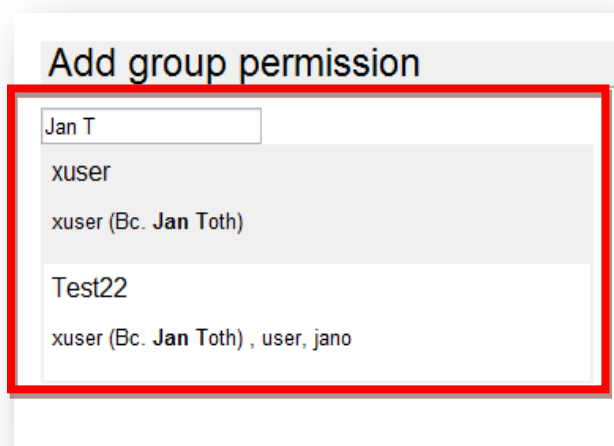 Add group permission
Jan T
xuser
xuser (Bc. Jan Toth)
Test22
xuser (Bc. Jan Toth) , user, jano